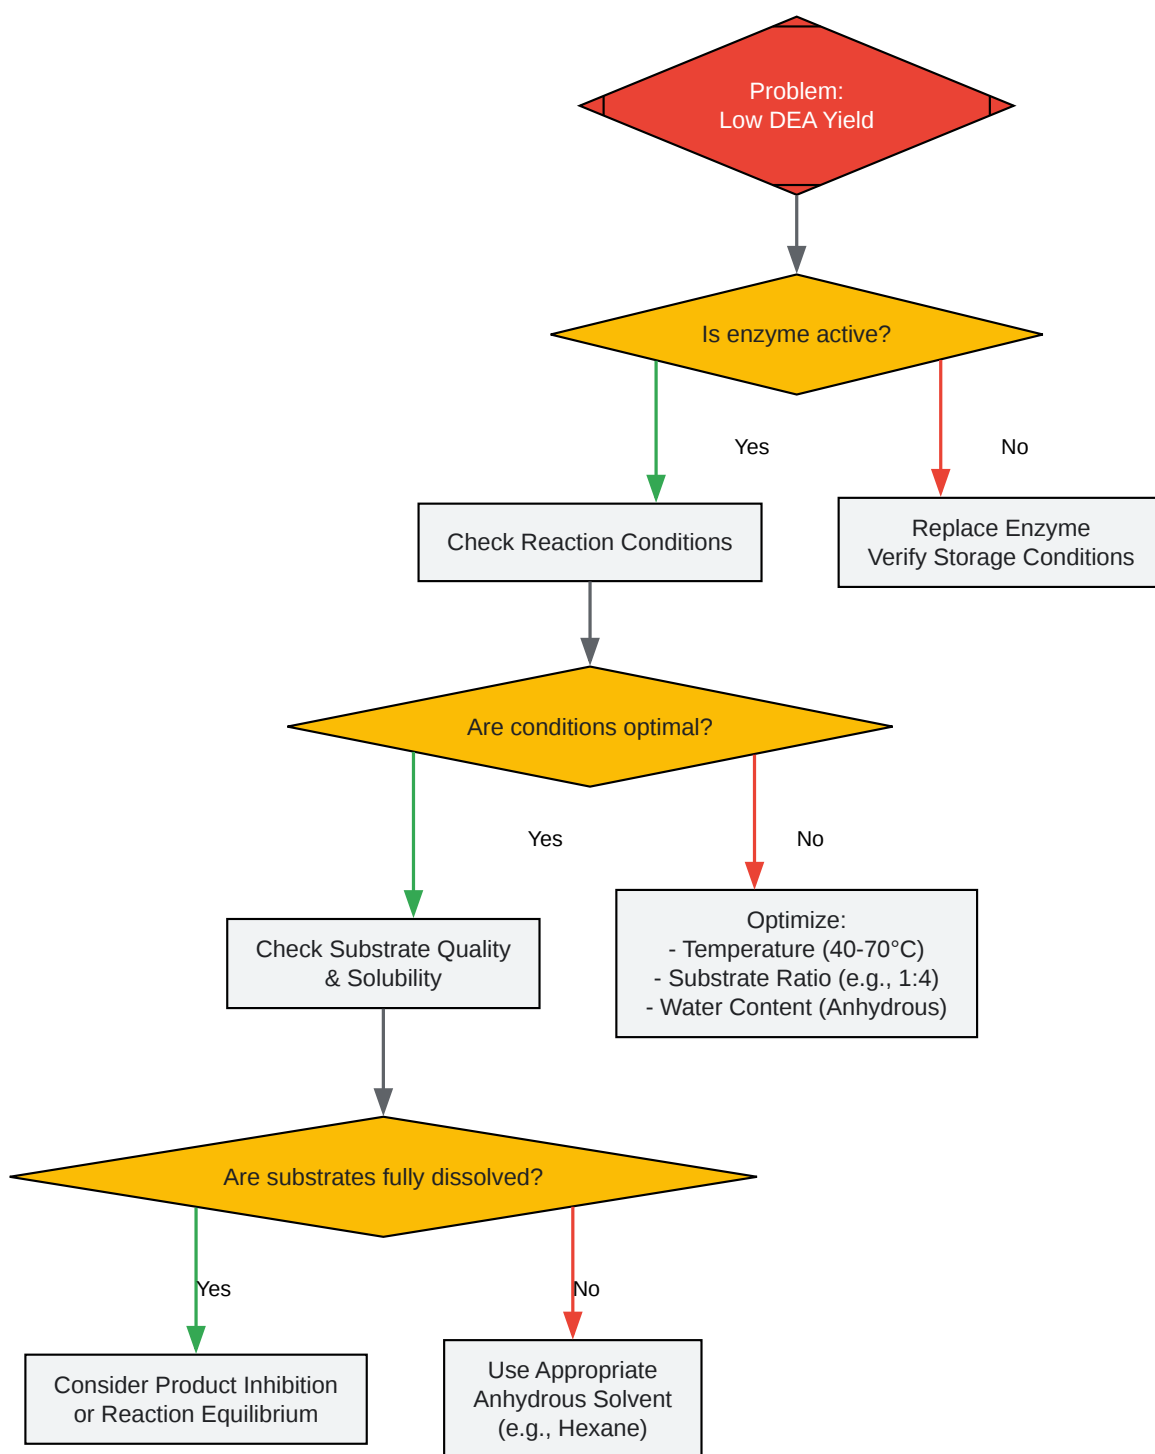 Problem:
Low DEA Yield
Is enzyme active?
Yes
No
Check Reaction Conditions
Replace Enzyme
Verify Storage Conditions
Are conditions optimal?
Yes
No
Check Substrate Quality
& Solubility
Optimize:
- Temperature (40-70°C)
- Substrate Ratio (e.g., 1:4)
- Water Content (Anhydrous)
Are substrates fully dissolved?
Yes
No
Consider Product Inhibition
or Reaction Equilibrium
Use Appropriate
Anhydrous Solvent
(e.g., Hexane)